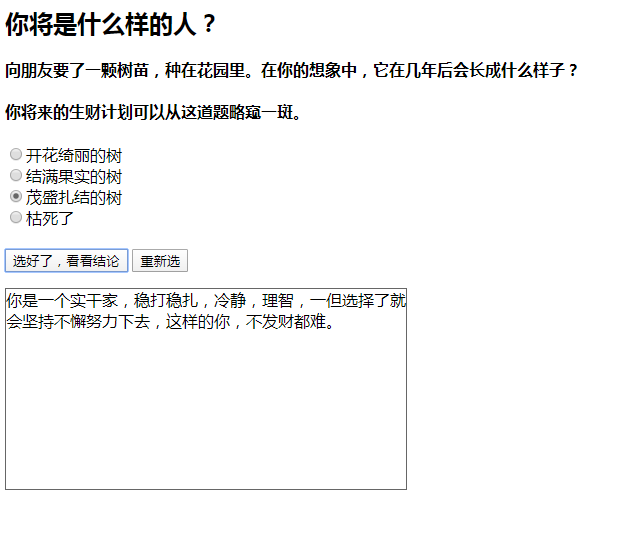 你将是什么样的人？
向朋友要了一颗树苗，种在花园里。在你的想象中，它在几年后会长成什么样子？
你将来的生财计划可以从这道题略窥一斑。
开花绮丽的树
结满果实的树
茂盛扎结的树
枯死了
选好了，看看结论 重新选
你是一个实干家，稳打稳扎，冷静，理智，一但选择了就
会坚持不懈努力下去，这样的你，不发财都难。